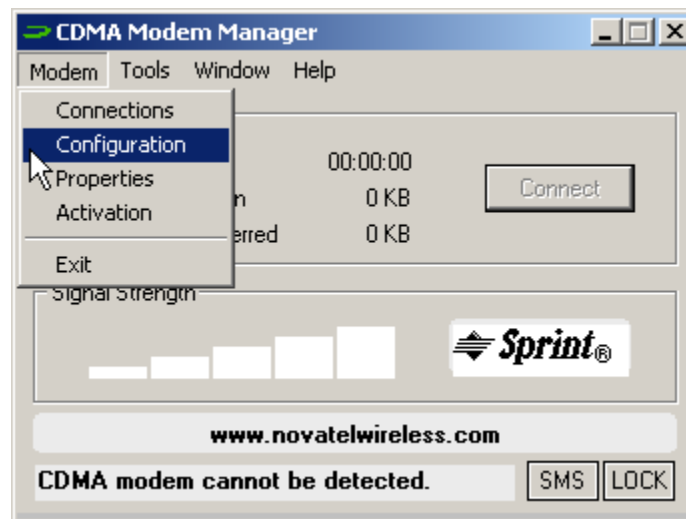 CDMA Modem Manager
Modem Tools Window Help
Connections
Configuration
Properties
Activation
Exit
00:00:00
0 KB
0 KB
Connect
Signal Strength
Sprint®
www.novatelwireless.com
CDMA modem cannot be detected.
SMS LOCK